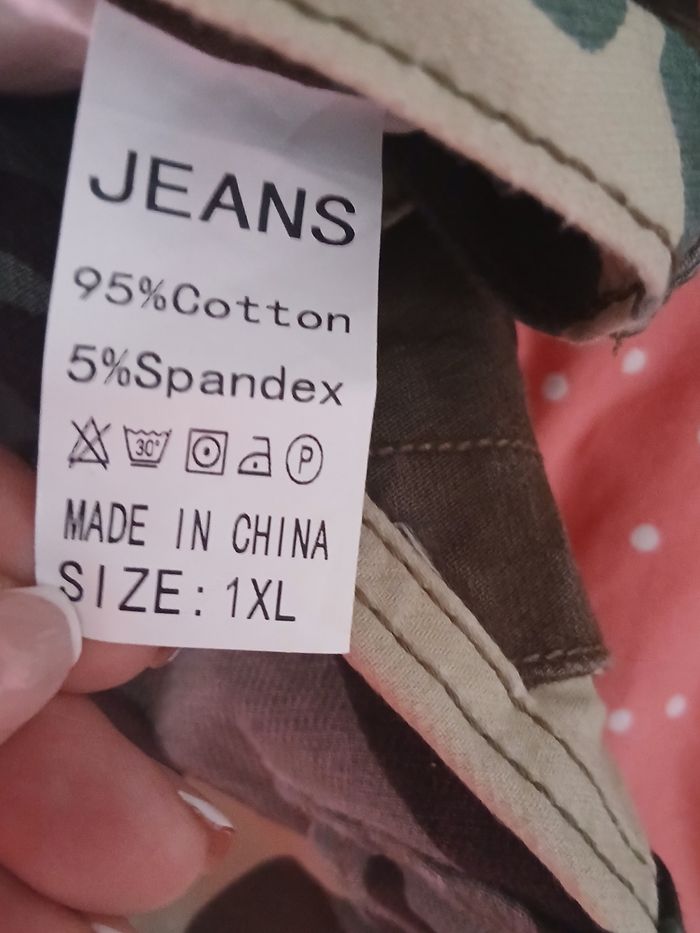 JEANS
95%Cotton
5%Spandex
30° P
MADE IN CHINA
SIZE: 1XL